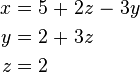 x = 5 + 2z − 3y
y = 2 + 3z
z = 2